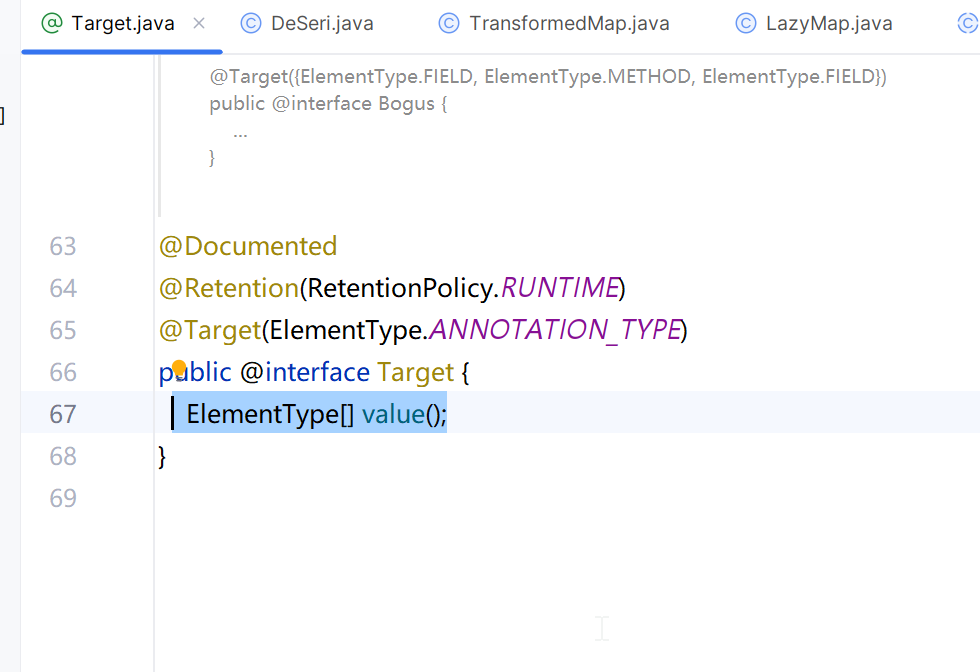 Target.java DeSeri.java TransformedMap.java LazyMap.java
@Target({ElementType.FIELD, ElementType.METHOD, ElementType.FIELD})
public @interface Bogus {
...
}
63 @Documented
64 @Retention(RetentionPolicy.RUNTIME)
65 @Target(ElementType.ANNOTATION_TYPE)
66 public @interface Target {
67 ElementType[] value();
68 }
69